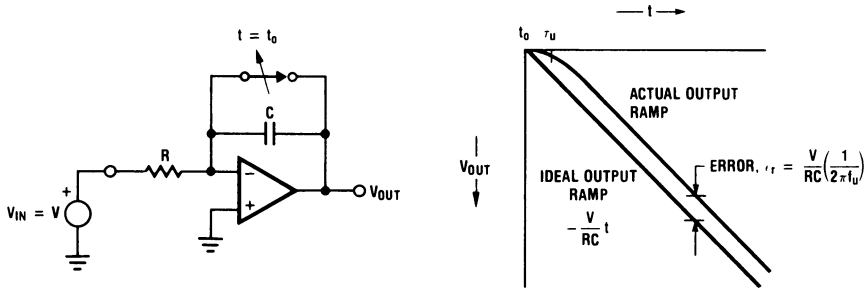 t = t₀
C
R
−
+
+
V_IN = V
V_OUT
t
t₀ τ_u
ACTUAL OUTPUT
RAMP
V_OUT
IDEAL OUTPUT
RAMP
− V/RC t
ERROR, ϵ_r = V/RC (1/2πf_u)